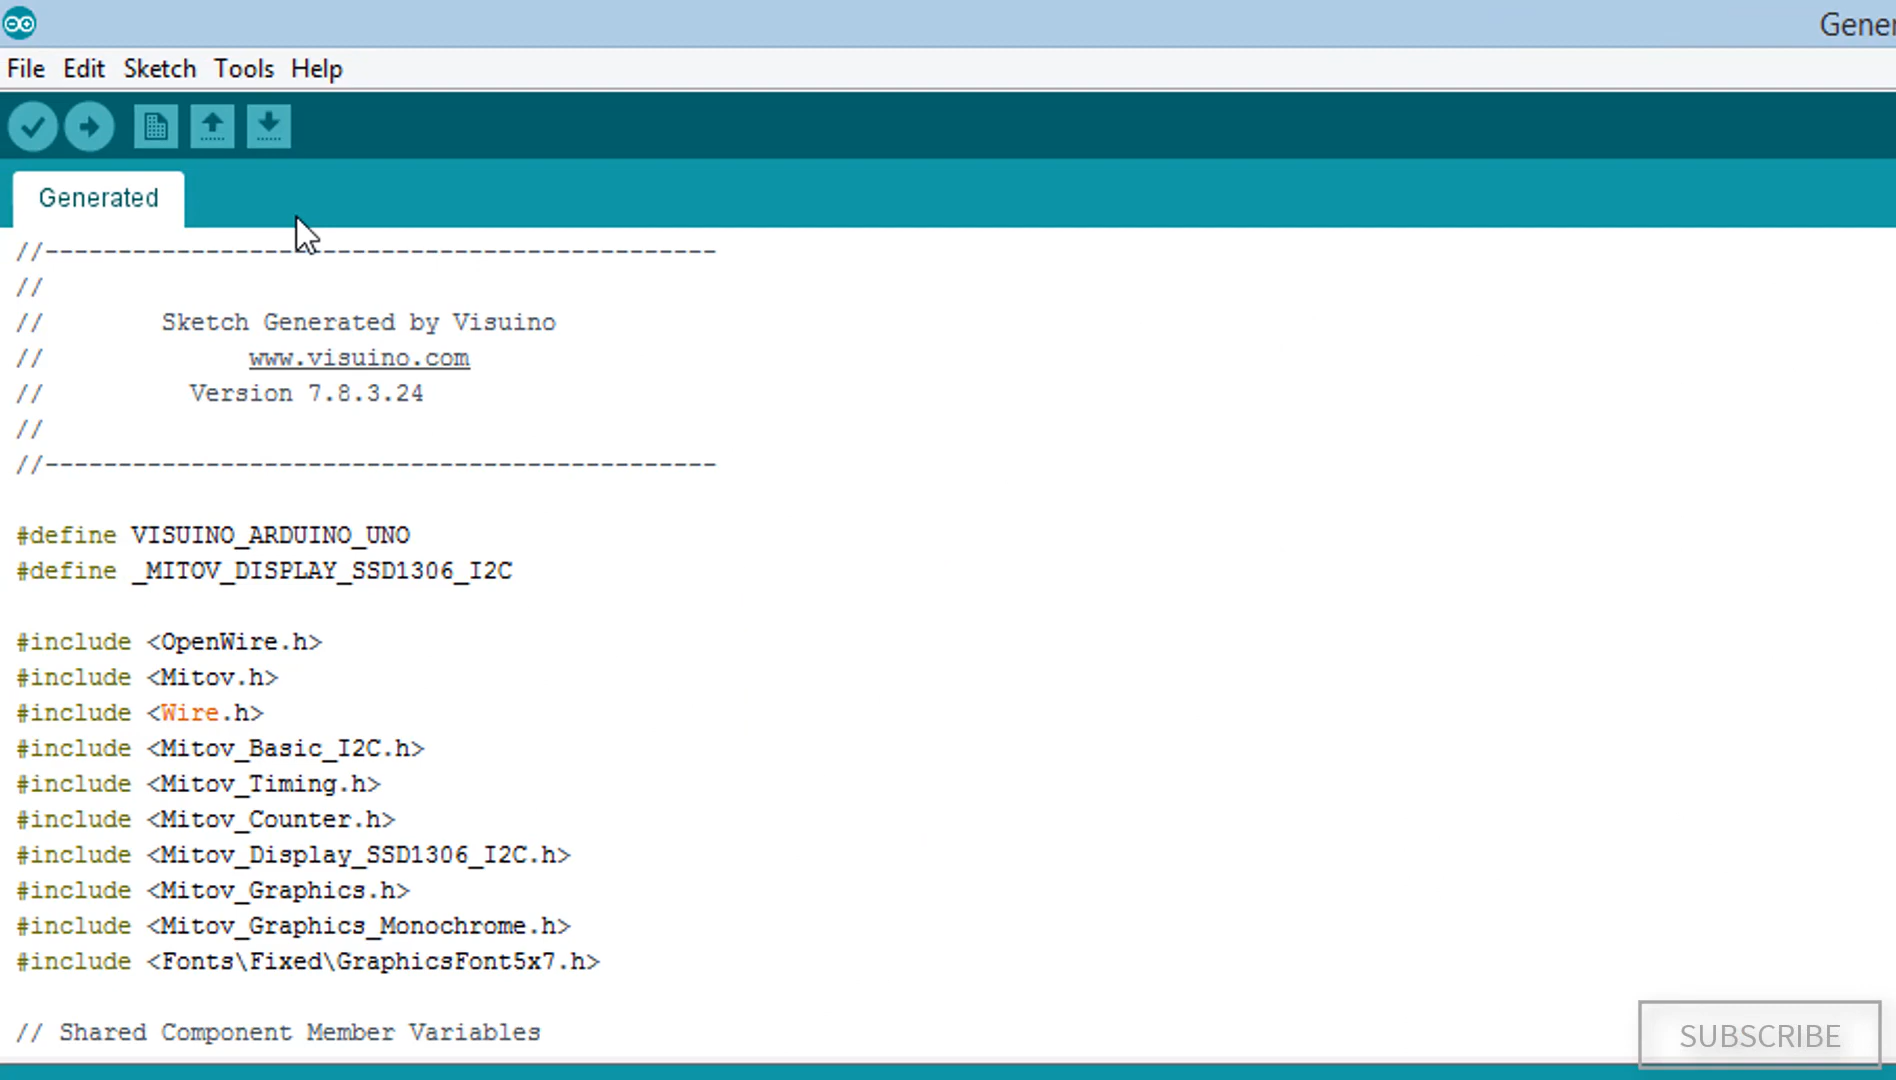 Gener
File Edit Sketch Tools Help
Generated
//----------------------------------------------
//
// Sketch Generated by Visuino
// www.visuino.com
// Version 7.8.3.24
//
//----------------------------------------------
#define VISUINO_ARDUINO_UNO
#define _MITOV_DISPLAY_SSD1306_I2C
#include <OpenWire.h>
#include <Mitov.h>
#include <Wire.h>
#include <Mitov_Basic_I2C.h>
#include <Mitov_Timing.h>
#include <Mitov_Counter.h>
#include <Mitov_Display_SSD1306_I2C.h>
#include <Mitov_Graphics.h>
#include <Mitov_Graphics_Monochrome.h>
#include <Fonts\Fixed\GraphicsFont5x7.h>
// Shared Component Member Variables
SUBSCRIBE